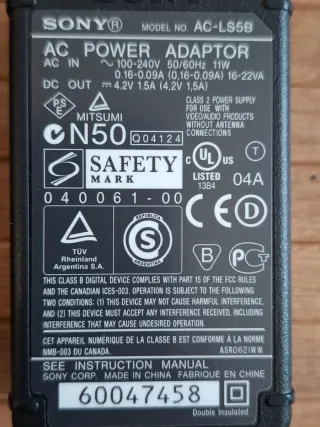 SONY® MODEL NO. AC-LS5B
AC POWER ADAPTOR
AC IN ~ 100-240V 50/60Hz 11W
0.16-0.09A (0,16-0,09A) 16-22VA
DC OUT ⎓ 4.2V 1.5A (4,2V 1,5A)
PSE
MITSUMI
CLASS 2 POWER SUPPLY
FOR USE WITH
VIDEO/AUDIO PRODUCTS
WITHOUT ANTENNA
CONNECTIONS
N50 Q04124
S SAFETY
MARK
040061-00
C UL US
LISTED
13B4
T
04A
TÜV
Rheinland
Argentina S.A.
REPUBLICA
S
ARGENTINA
CE D
B
THIS CLASS B DIGITAL DEVICE COMPLIES WITH PART 15 OF THE FCC RULES
AND THE CANADIAN ICES-003. OPERATION IS SUBJECT TO THE FOLLOWING
TWO CONDITIONS: (1) THIS DEVICE MAY NOT CAUSE HARMFUL INTERFERENCE,
AND (2) THIS DEVICE MUST ACCEPT ANY INTERFERENCE RECEIVED, INCLUDING
INTERFERENCE THAT MAY CAUSE UNDESIRED OPERATION.
CET APPAREIL NUMÉRIQUE DE LA CLASSE B EST CONFORME À LA NORME
NMB-003 DU CANADA. ASR062IWW
SEE INSTRUCTION MANUAL
SONY CORP. MADE IN CHINA FABRIQUÉ EN CHINE
60047458
Double Insulated